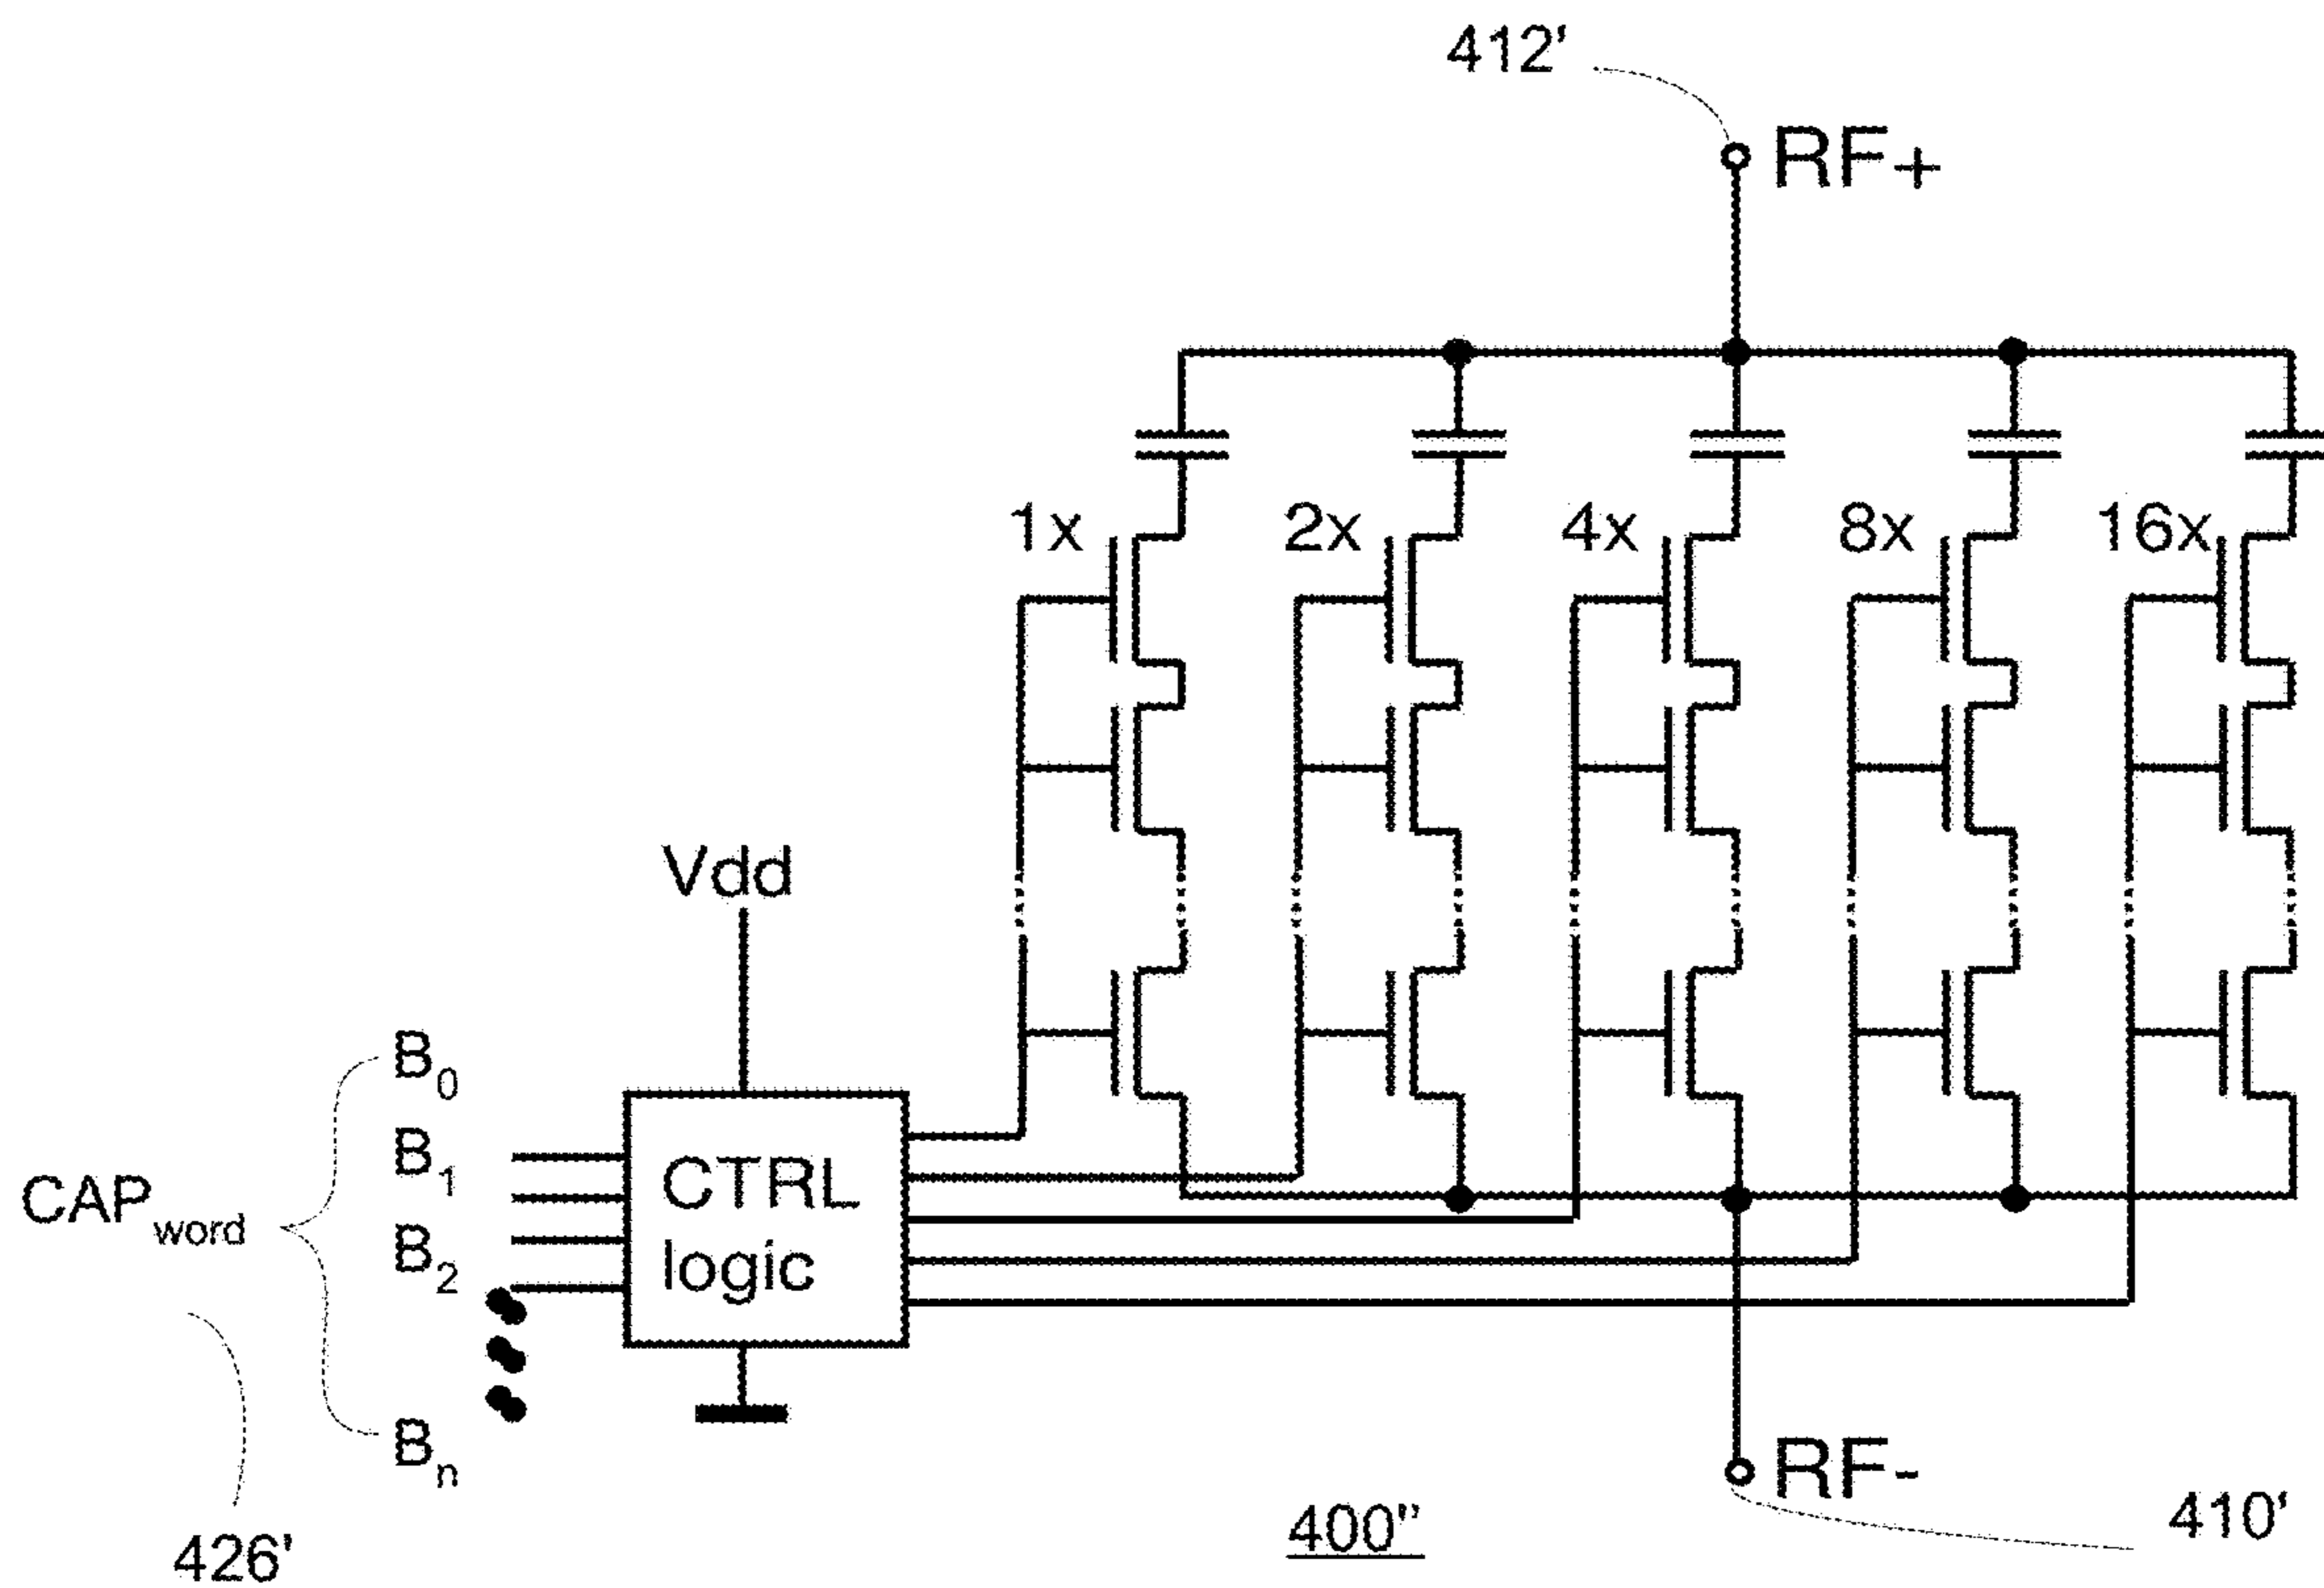 412'
RF+
1x 2x 4x 8x 16x
Vdd
B0
B1
CAPword
CTRL
logic
B2
Bn
RF-
400"
410'
426'